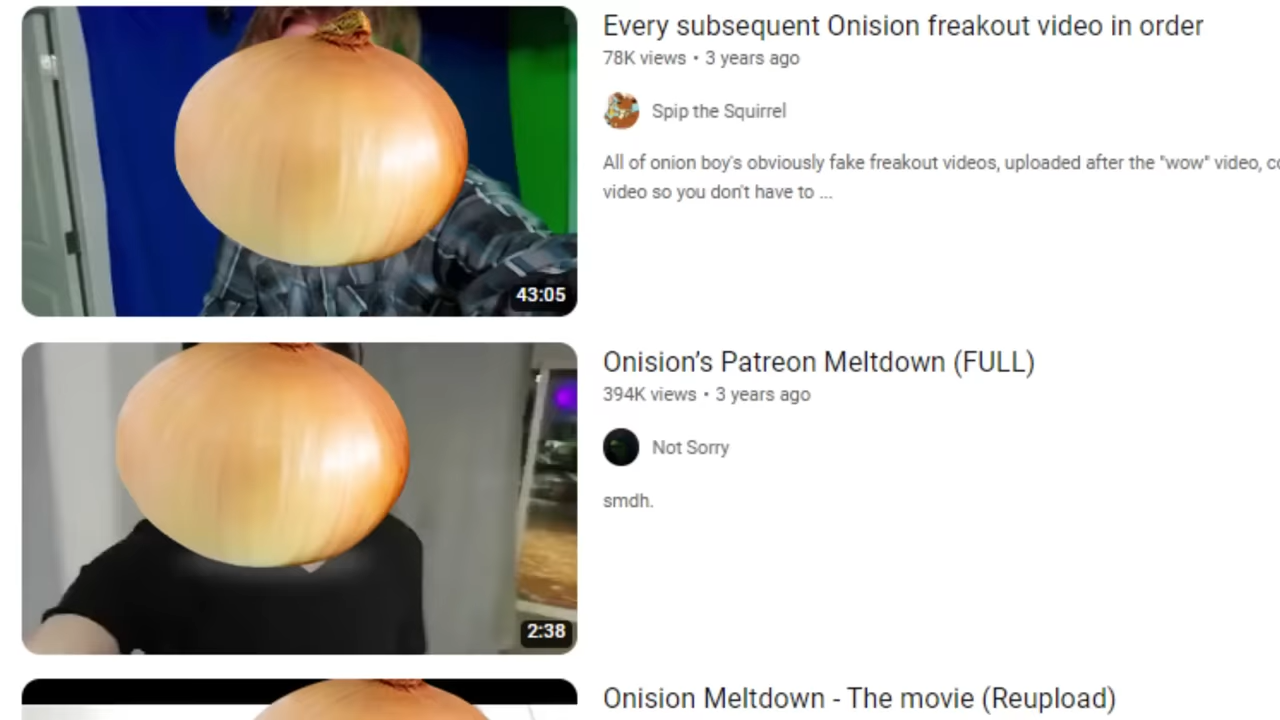 Every subsequent Onision freakout video in order
78K views • 3 years ago
Spip the Squirrel
All of onion boy's obviously fake freakout videos, uploaded after the "wow" video, co
video so you don't have to ...
43:05
Onision’s Patreon Meltdown (FULL)
394K views • 3 years ago
Not Sorry
smdh.
2:38
Onision Meltdown - The movie (Reupload)